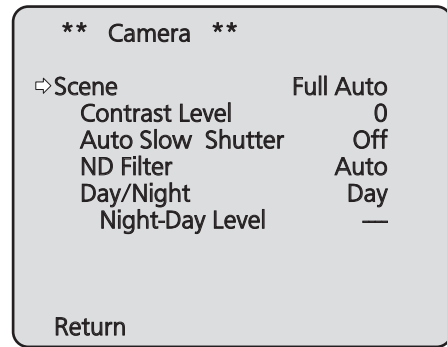 ** Camera **
⇨Scene Full Auto
Contrast Level 0
Auto Slow Shutter Off
ND Filter Auto
Day/Night Day
Night-Day Level —
Return